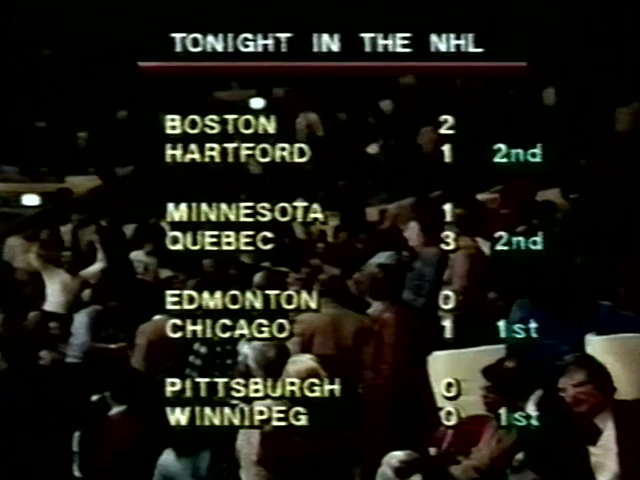 TONIGHT IN THE NHL
BOSTON 2
HARTFORD 1 2nd
MINNESOTA 1
QUEBEC 3 2nd
EDMONTON 0
CHICAGO 1 1st
PITTSBURGH 0
WINNIPEG 0 1st